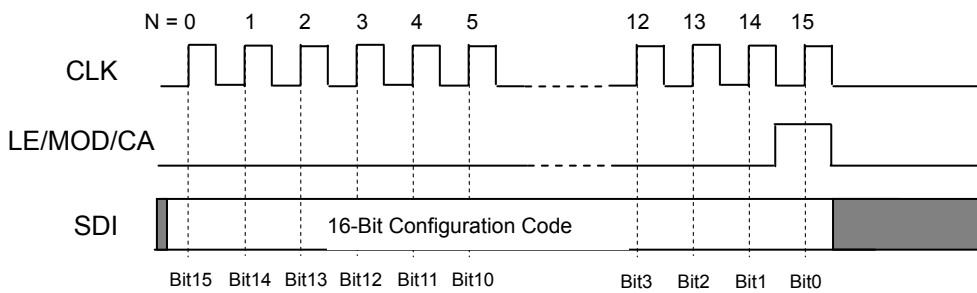 N = 0 1 2 3 4 5 12 13 14 15
CLK
LE/MOD/CA
SDI 16-Bit Configuration Code
Bit15 Bit14 Bit13 Bit12 Bit11 Bit10 Bit3 Bit2 Bit1 Bit0